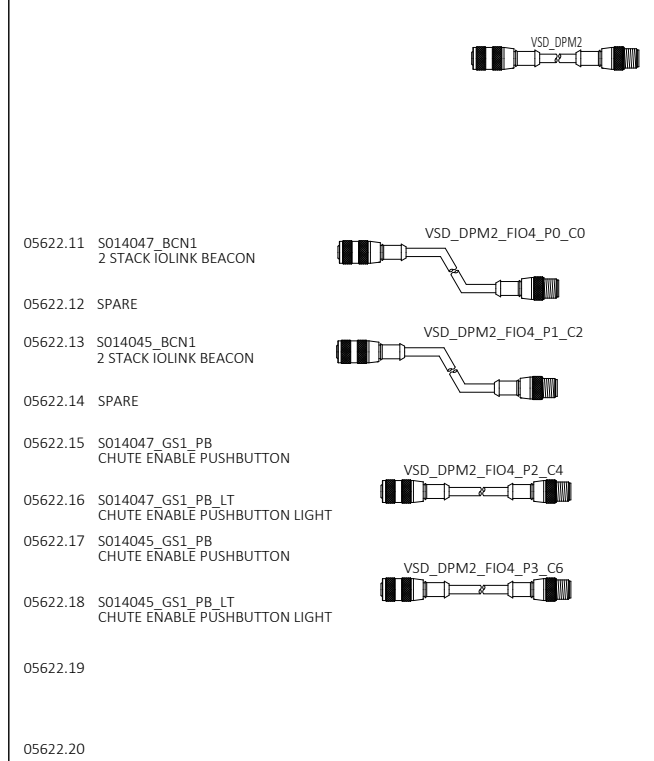 VSD_DPM2
05622.11 S014047_BCN1 VSD_DPM2_FIO4_P0_C0
2 STACK IOLINK BEACON
05622.12 SPARE
05622.13 S014045_BCN1 VSD_DPM2_FIO4_P1_C2
2 STACK IOLINK BEACON
05622.14 SPARE
05622.15 S014047_GS1_PB
CHUTE ENABLE PUSHBUTTON
VSD_DPM2_FIO4_P2_C4
05622.16 S014047_GS1_PB_LT
CHUTE ENABLE PUSHBUTTON LIGHT
05622.17 S014045_GS1_PB
CHUTE ENABLE PUSHBUTTON
VSD_DPM2_FIO4_P3_C6
05622.18 S014045_GS1_PB_LT
CHUTE ENABLE PUSHBUTTON LIGHT
05622.19
05622.20